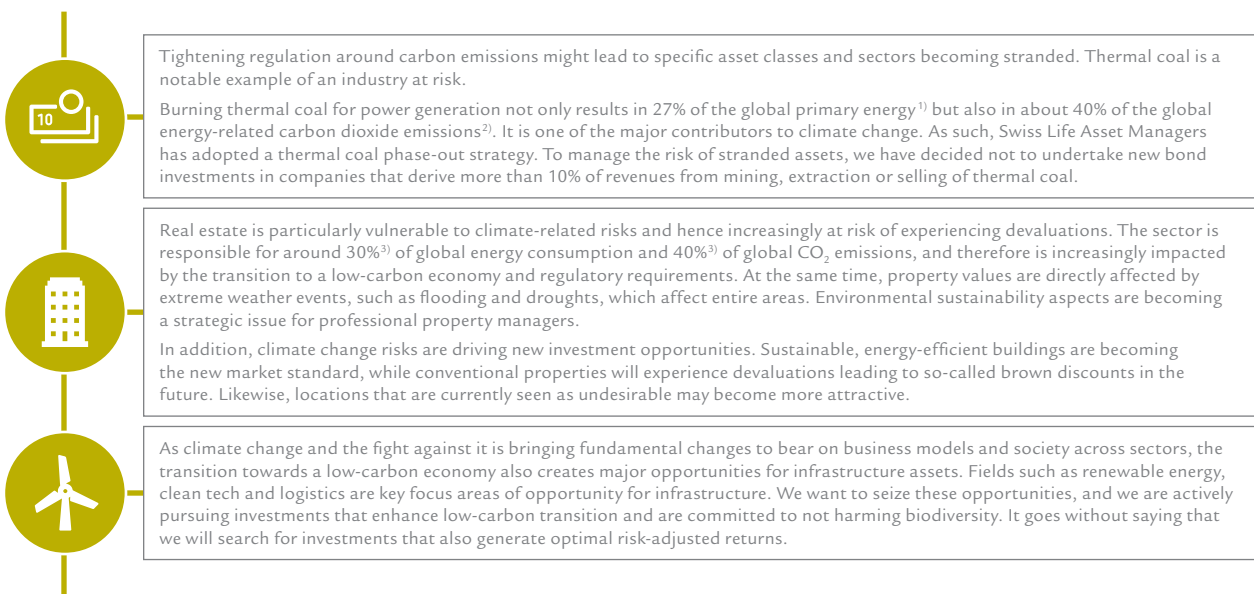 Tightening regulation around carbon emissions might lead to specific asset classes and sectors becoming stranded. Thermal coal is a
notable example of an industry at risk.
10
Burning thermal coal for power generation not only results in 27% of the global primary energy¹⁾ but also in about 40% of the global
energy-related carbon dioxide emissions²⁾. It is one of the major contributors to climate change. As such, Swiss Life Asset Managers
has adopted a thermal coal phase-out strategy. To manage the risk of stranded assets, we have decided not to undertake new bond
investments in companies that derive more than 10% of revenues from mining, extraction or selling of thermal coal.
Real estate is particularly vulnerable to climate-related risks and hence increasingly at risk of experiencing devaluations. The sector is
responsible for around 30%³⁾ of global energy consumption and 40%³⁾ of global CO₂ emissions, and therefore is increasingly impacted
by the transition to a low-carbon economy and regulatory requirements. At the same time, property values are directly affected by
extreme weather events, such as flooding and droughts, which affect entire areas. Environmental sustainability aspects are becoming
a strategic issue for professional property managers.
In addition, climate change risks are driving new investment opportunities. Sustainable, energy-efficient buildings are becoming
the new market standard, while conventional properties will experience devaluations leading to so-called brown discounts in the
future. Likewise, locations that are currently seen as undesirable may become more attractive.
As climate change and the fight against it is bringing fundamental changes to bear on business models and society across sectors, the
transition towards a low-carbon economy also creates major opportunities for infrastructure assets. Fields such as renewable energy,
clean tech and logistics are key focus areas of opportunity for infrastructure. We want to seize these opportunities, and we are actively
pursuing investments that enhance low-carbon transition and are committed to not harming biodiversity. It goes without saying that
we will search for investments that also generate optimal risk-adjusted returns.